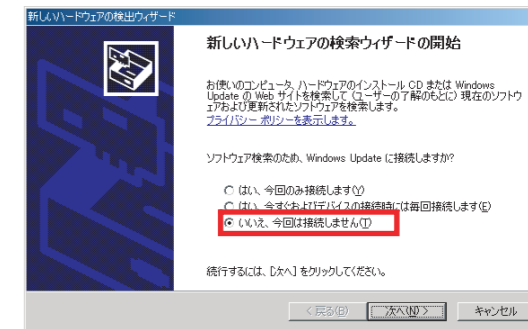 新しいハードウェアの検出ウィザード
新しいハードウェアの検索ウィザードの開始
お使いのコンピュータ、ハードウェアのインストール CD または Windows
Update の Web サイトを検索して (ユーザーの了解のもとに) 現在のソフトウ
ェアおよび更新されたソフトウェアを検索します。
プライバシー ポリシーを表示します。
ソフトウェア検索のため、Windows Update に接続しますか?
はい、今回のみ接続します(Y)
はい、今すぐおよびデバイスの接続時には毎回接続します(E)
いいえ、今回は接続しません(T)
続行するには、[次へ] をクリックしてください。
< 戻る(B) 次へ(N) > キャンセル